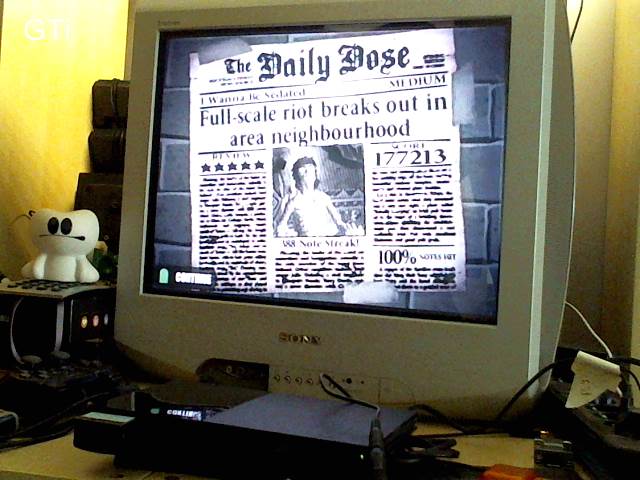 GTi
The Daily Dose
I Wanna Be Sedated
MEDIUM
Full-scale riot breaks out in
area neighbourhood
REVIEW
SCORE
177213
388 Note Streak!
100% NOTES HIT
CONTINUE
SONY